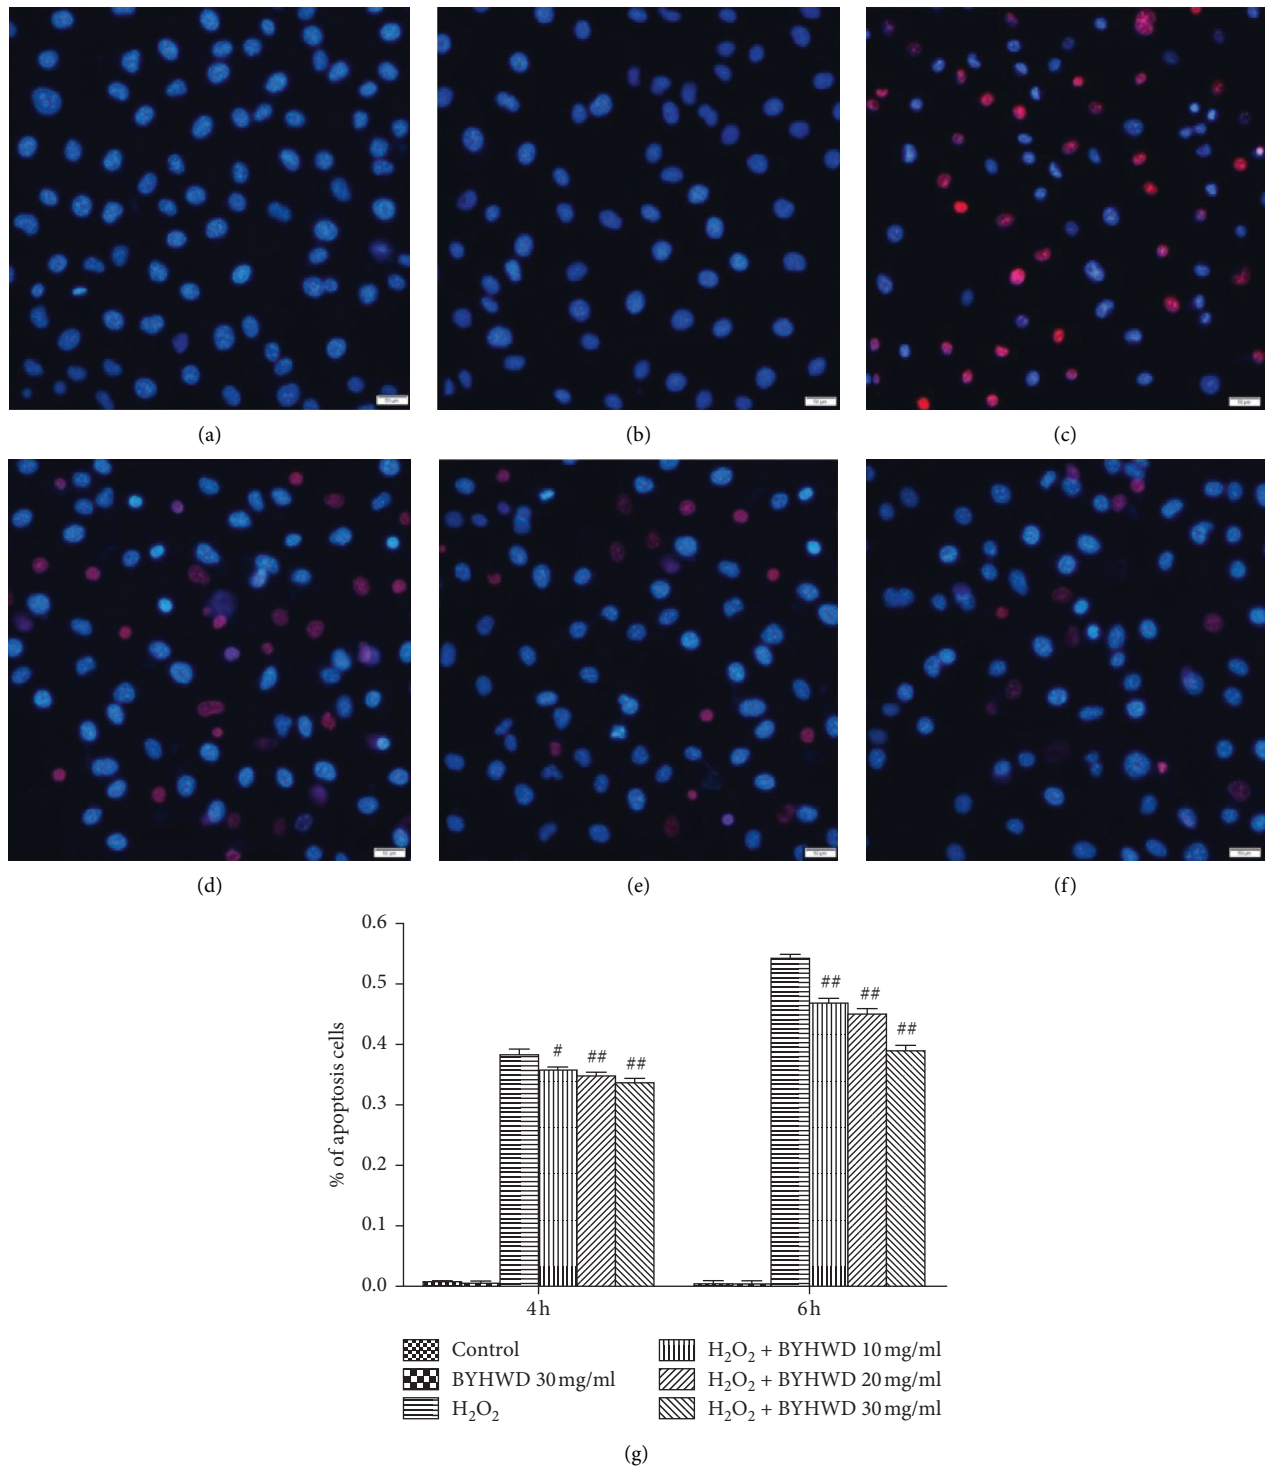 (a)
(b)
(c)
(d)
(e)
(f)
% of apoptosis cells
0.6
0.5
0.4
0.3
0.2
0.1
0.0
#
##
##
##
##
##
4 h
6 h
Control
BYHWD 30 mg/ml
H₂O₂
H₂O₂ + BYHWD 10 mg/ml
H₂O₂ + BYHWD 20 mg/ml
H₂O₂ + BYHWD 30 mg/ml
(g)